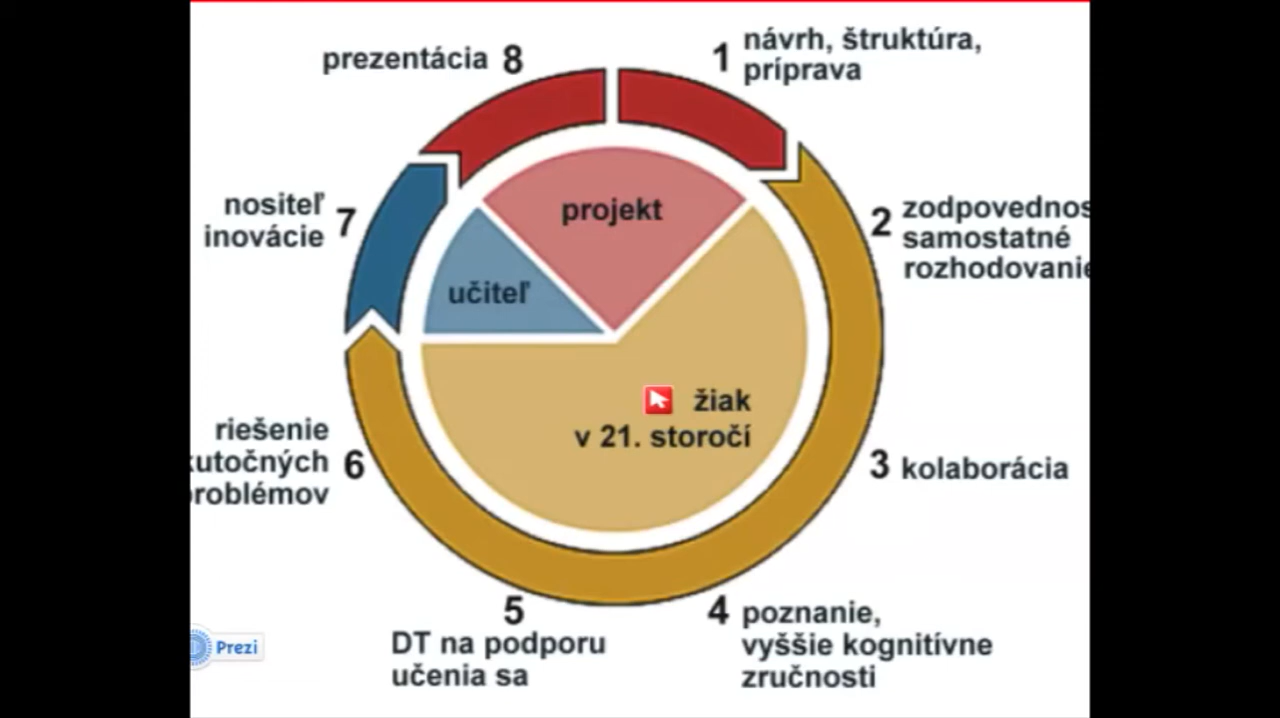 prezentácia 8
1 návrh, štruktúra,
príprava
nositeľ
inovácie 7
projekt
učiteľ
2 zodpovednos
samostatné
rozhodovanie
žiak
v 21. storočí
riešenie
kutočných 6
problémov
3 kolaborácia
5
DT na podporu
učenia sa
4 poznanie,
vyššie kognitívne
zručnosti
Prezi